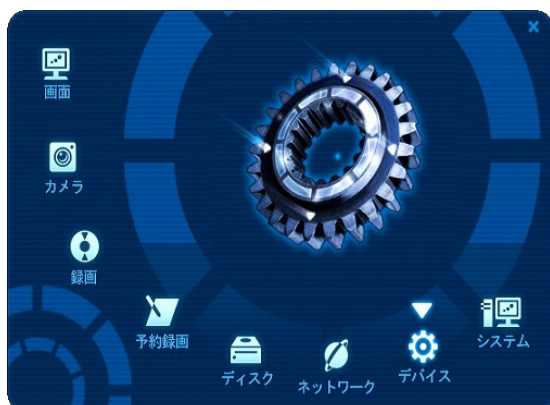 画面
カメラ
録画
予約録画
ディスク
ネットワーク
デバイス
システム